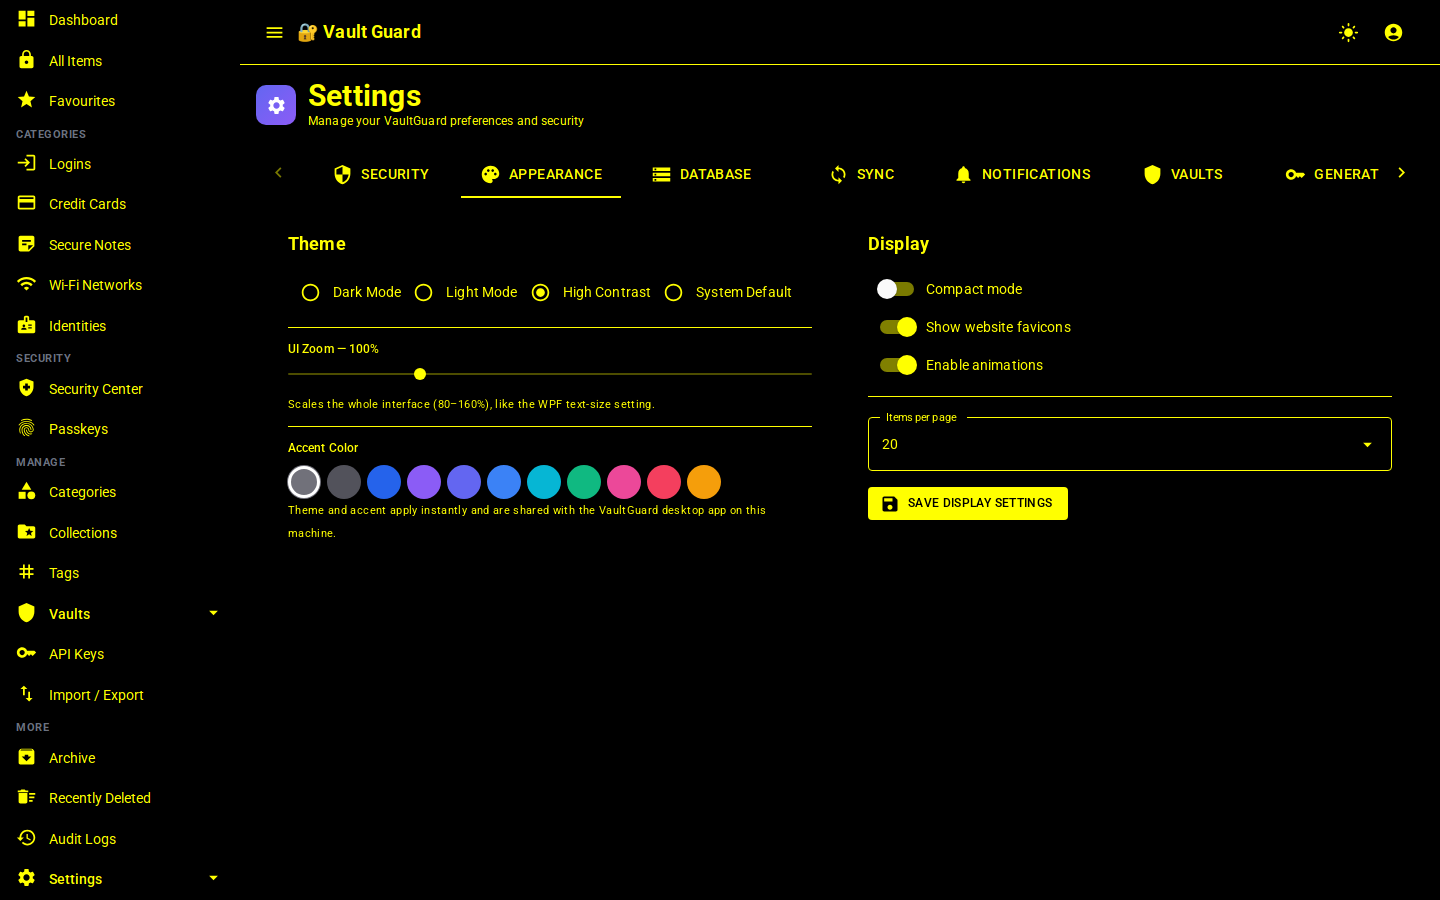 Dashboard
All Items
Favourites
CATEGORIES
Logins
Credit Cards
Secure Notes
Wi-Fi Networks
Identities
SECURITY
Security Center
Passkeys
MANAGE
Categories
Collections
Tags
Vaults
API Keys
Import / Export
MORE
Archive
Recently Deleted
Audit Logs
Settings
🔐 Vault Guard
Settings
Manage your VaultGuard preferences and security
SECURITY
APPEARANCE
DATABASE
SYNC
NOTIFICATIONS
VAULTS
GENERAT
Theme
Dark Mode
Light Mode
High Contrast
System Default
UI Zoom — 100%
Scales the whole interface (80–160%), like the WPF text-size setting.
Accent Color
Theme and accent apply instantly and are shared with the VaultGuard desktop app on this
machine.
Display
Compact mode
Show website favicons
Enable animations
Items per page
20
SAVE DISPLAY SETTINGS